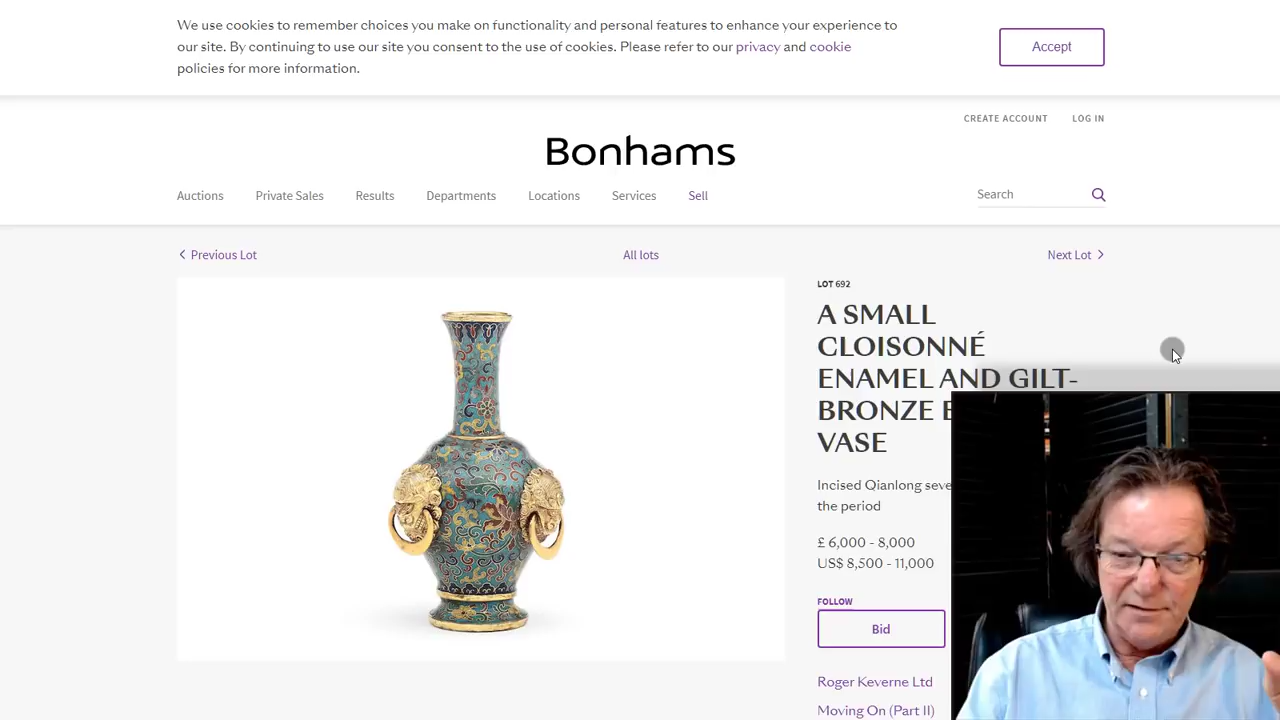 We use cookies to remember choices you make on functionality and personal features to enhance your experience to
our site. By continuing to use our site you consent to the use of cookies. Please refer to our privacy and cookie
policies for more information.
Accept
CREATE ACCOUNT LOG IN
Bonhams
Auctions Private Sales Results Departments Locations Services Sell Search
Previous Lot All lots Next Lot
LOT 692
A SMALL
CLOISONNÉ
ENAMEL AND GILT-
BRONZE
VASE
Incised Qianlong
the period
£ 6,000 - 8,000
US$ 8,500 - 11,000
FOLLOW
Bid
Roger Keverne Ltd
Moving On (Part II)